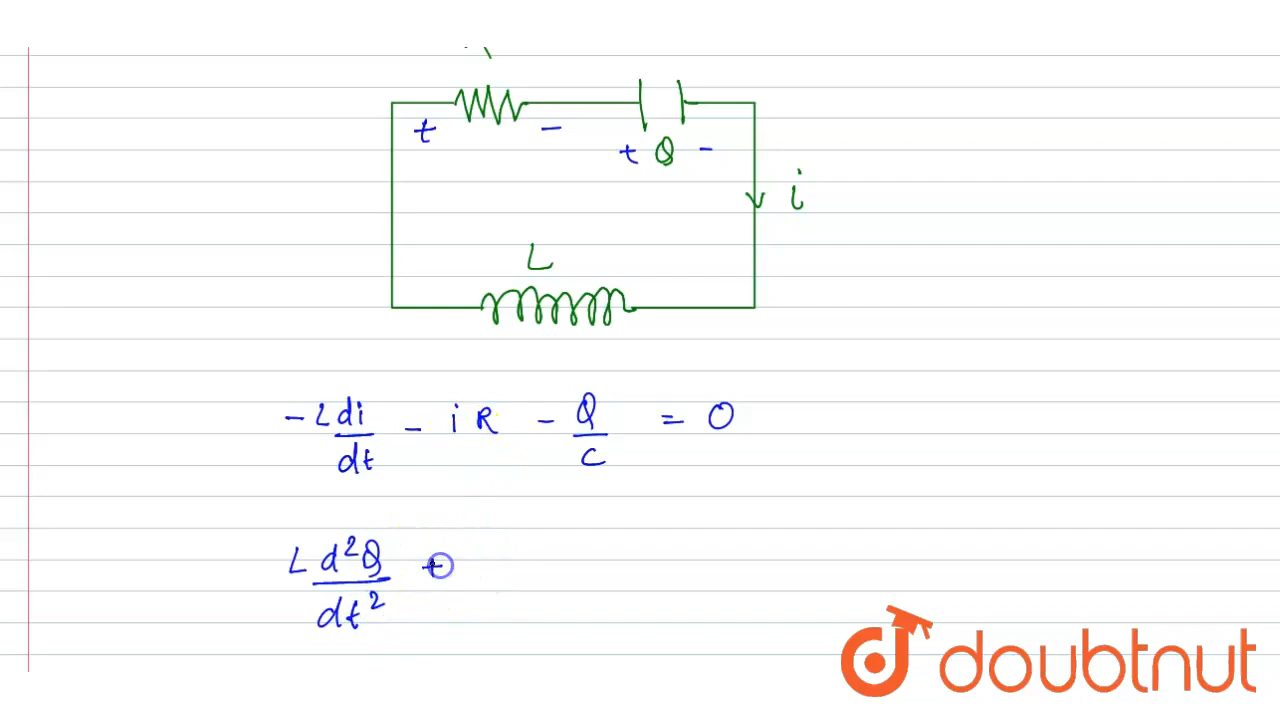 + - + Q -
i
L
-L di/dt - iR - Q/c = 0
L d²Q/dt² +
doubtnut